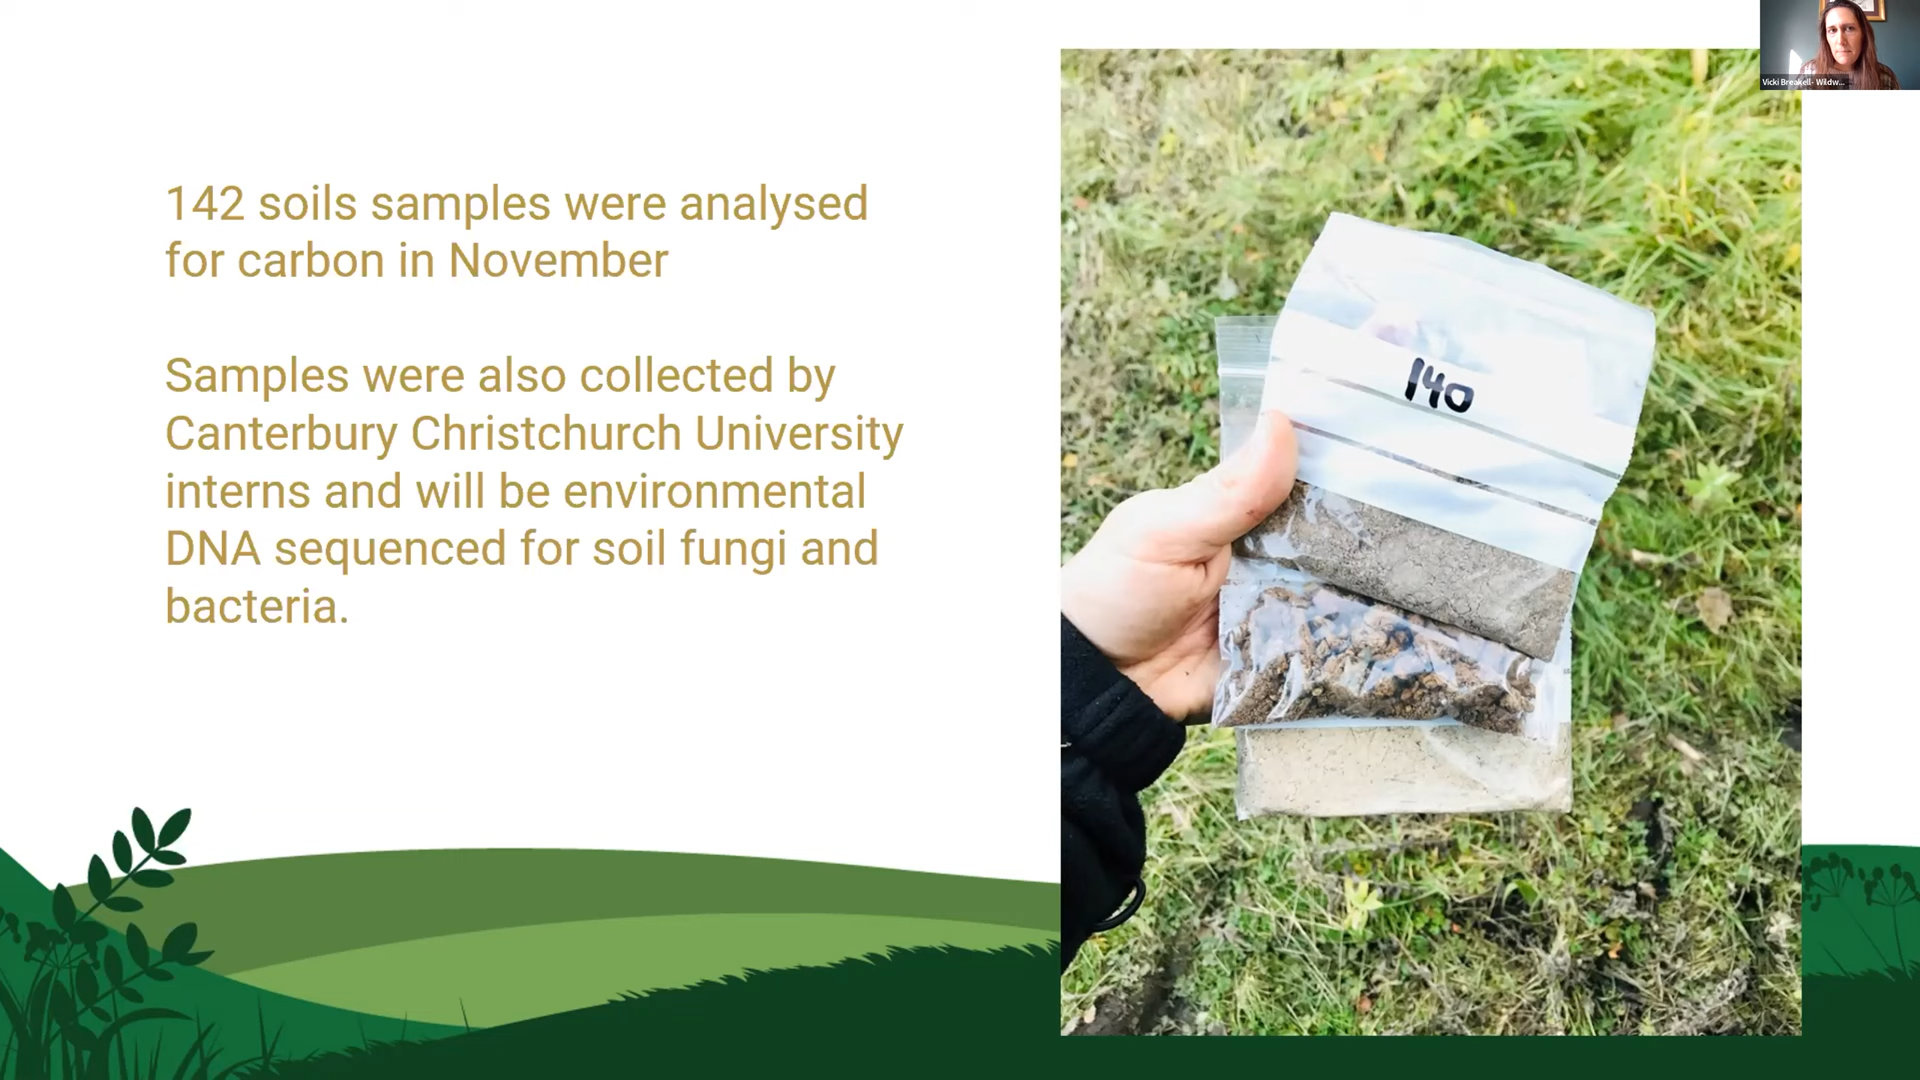 142 soils samples were analysed
for carbon in November
Samples were also collected by
Canterbury Christchurch University
interns and will be environmental
DNA sequenced for soil fungi and
bacteria.
140
Vicki Breakell- Wildw...